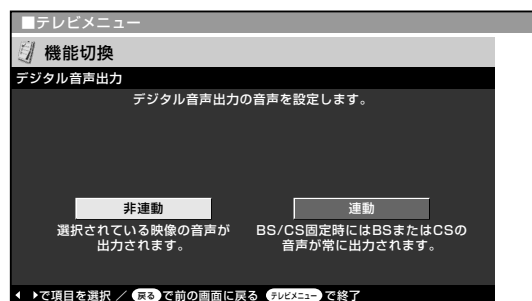 ■テレビメニュー
機能切換
デジタル音声出力
デジタル音声出力の音声を設定します。
非連動
連動
選択されている映像の音声が
出力されます。
BS/CS固定時にはBSまたはCSの
音声が常に出力されます。
で項目を選択 ／ 戻る で前の画面に戻る テレビメニュー で終了